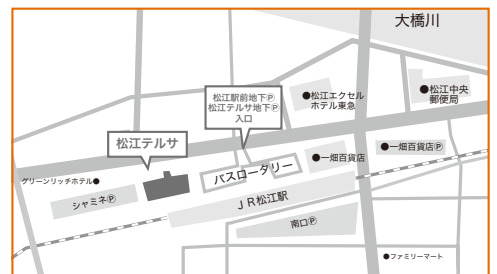 大橋川
松江駅前地下Ⓟ
松江テルサ地下Ⓟ
入口
●松江エクセル
ホテル東急
●松江中央
郵便局
松江テルサ
●一畑百貨店Ⓟ
●一畑百貨店
バスロータリー
グリーンリッチホテル●
シャミネⓅ
ＪＲ松江駅
南口Ⓟ
●ファミリーマート